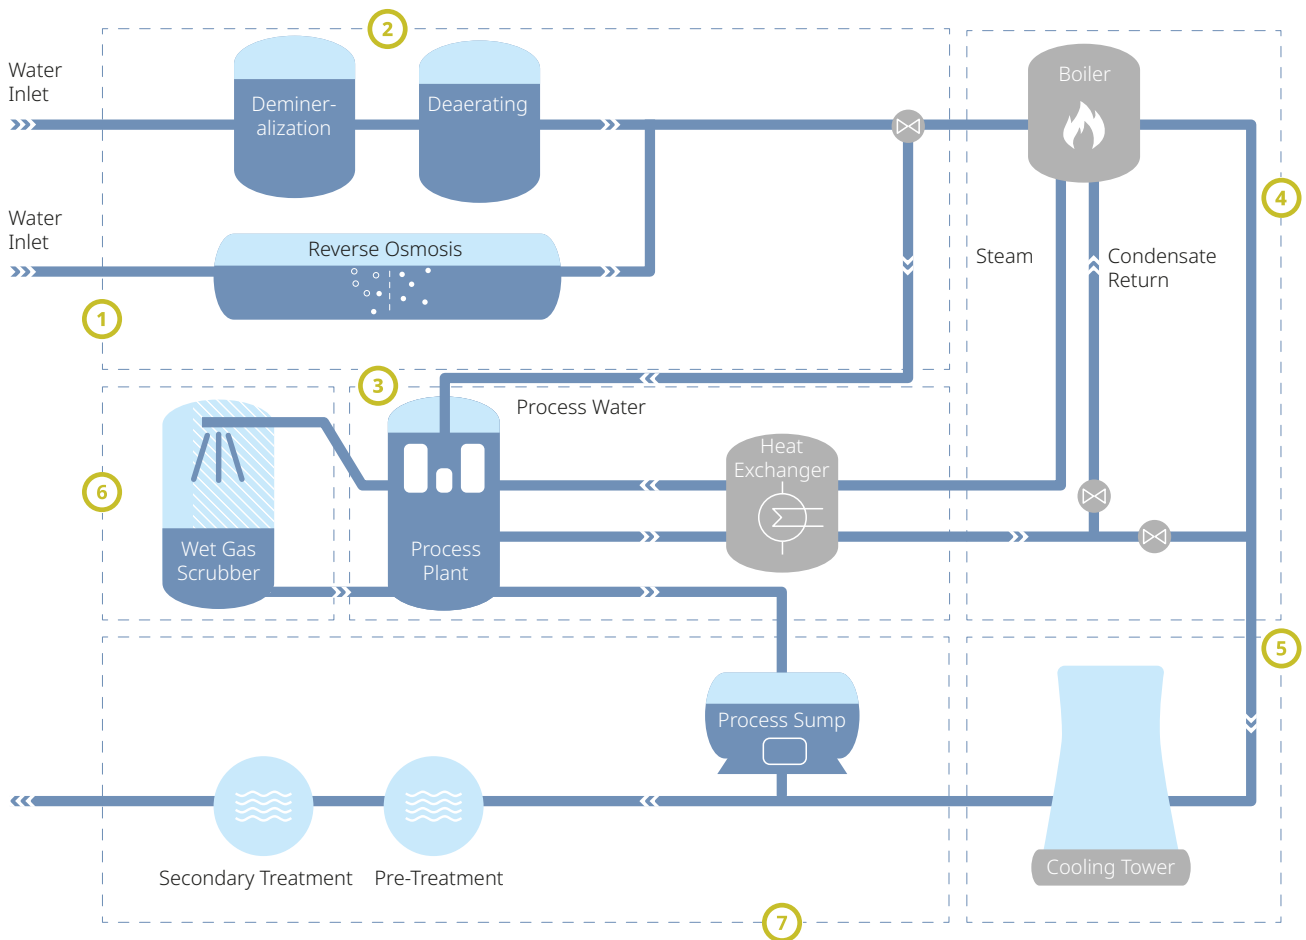 2
Water
Inlet
Deminer-
alization
Deaerating
Boiler
4
Water
Inlet
Reverse Osmosis
Steam
Condensate
Return
1
3
Process Water
6
Heat
Exchanger
Wet Gas
Scrubber
Process
Plant
5
Process Sump
Secondary Treatment
Pre-Treatment
Cooling Tower
7